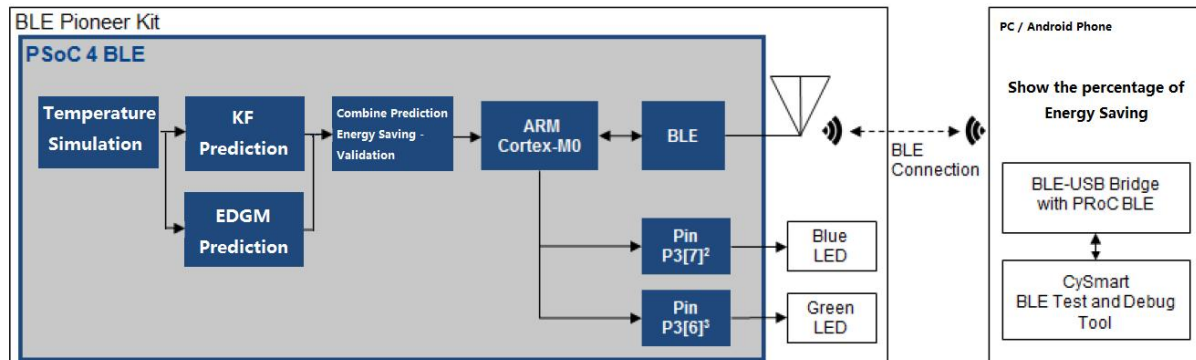 BLE Pioneer Kit
PSoC 4 BLE
Temperature
Simulation
KF
Prediction
EDGM
Prediction
Combine Prediction
Energy Saving -
Validation
ARM
Cortex-M0
BLE
Pin
P3[7]²
Pin
P3[6]³
Blue
LED
Green
LED
BLE
Connection
PC / Android Phone
Show the percentage of
Energy Saving
BLE-USB Bridge
with PRoC BLE
CySmart
BLE Test and Debug
Tool